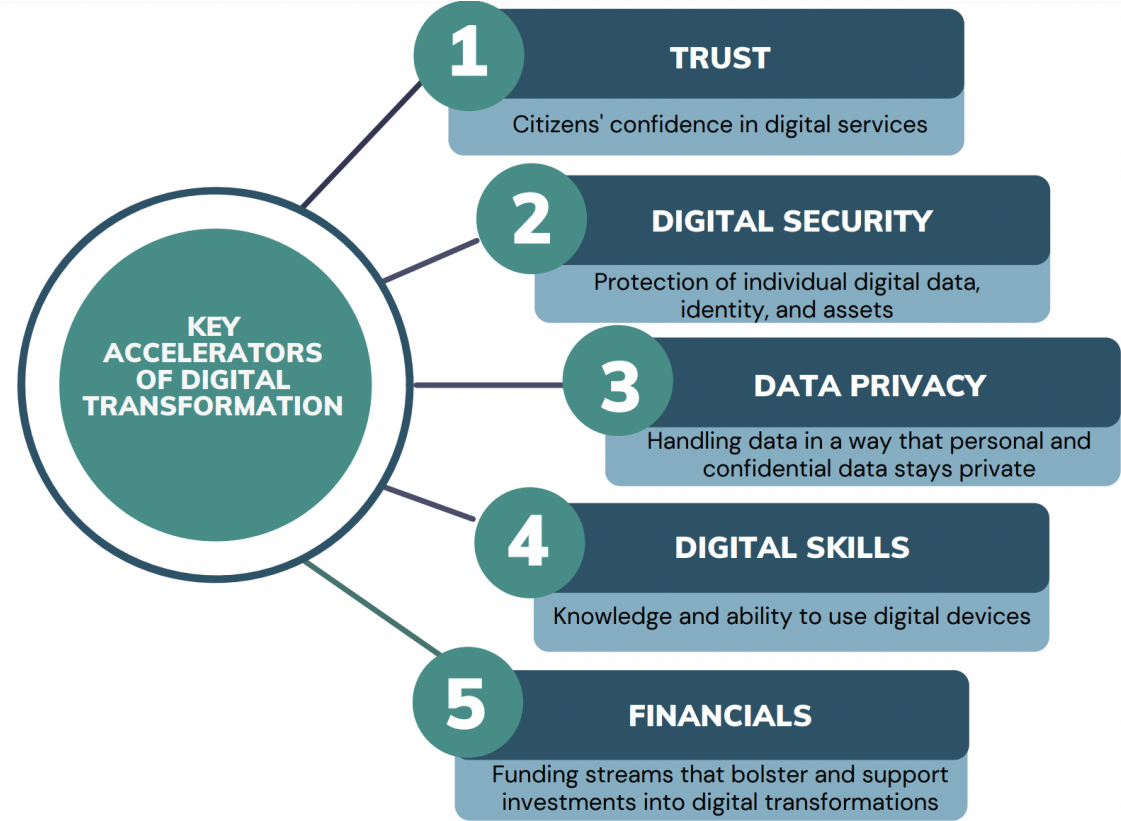 KEY
ACCELERATORS
OF DIGITAL
TRANSFORMATION
1
TRUST
Citizens' confidence in digital services
2
DIGITAL SECURITY
Protection of individual digital data,
identity, and assets
3
DATA PRIVACY
Handling data in a way that personal and
confidential data stays private
4
DIGITAL SKILLS
Knowledge and ability to use digital devices
5
FINANCIALS
Funding streams that bolster and support
investments into digital transformations